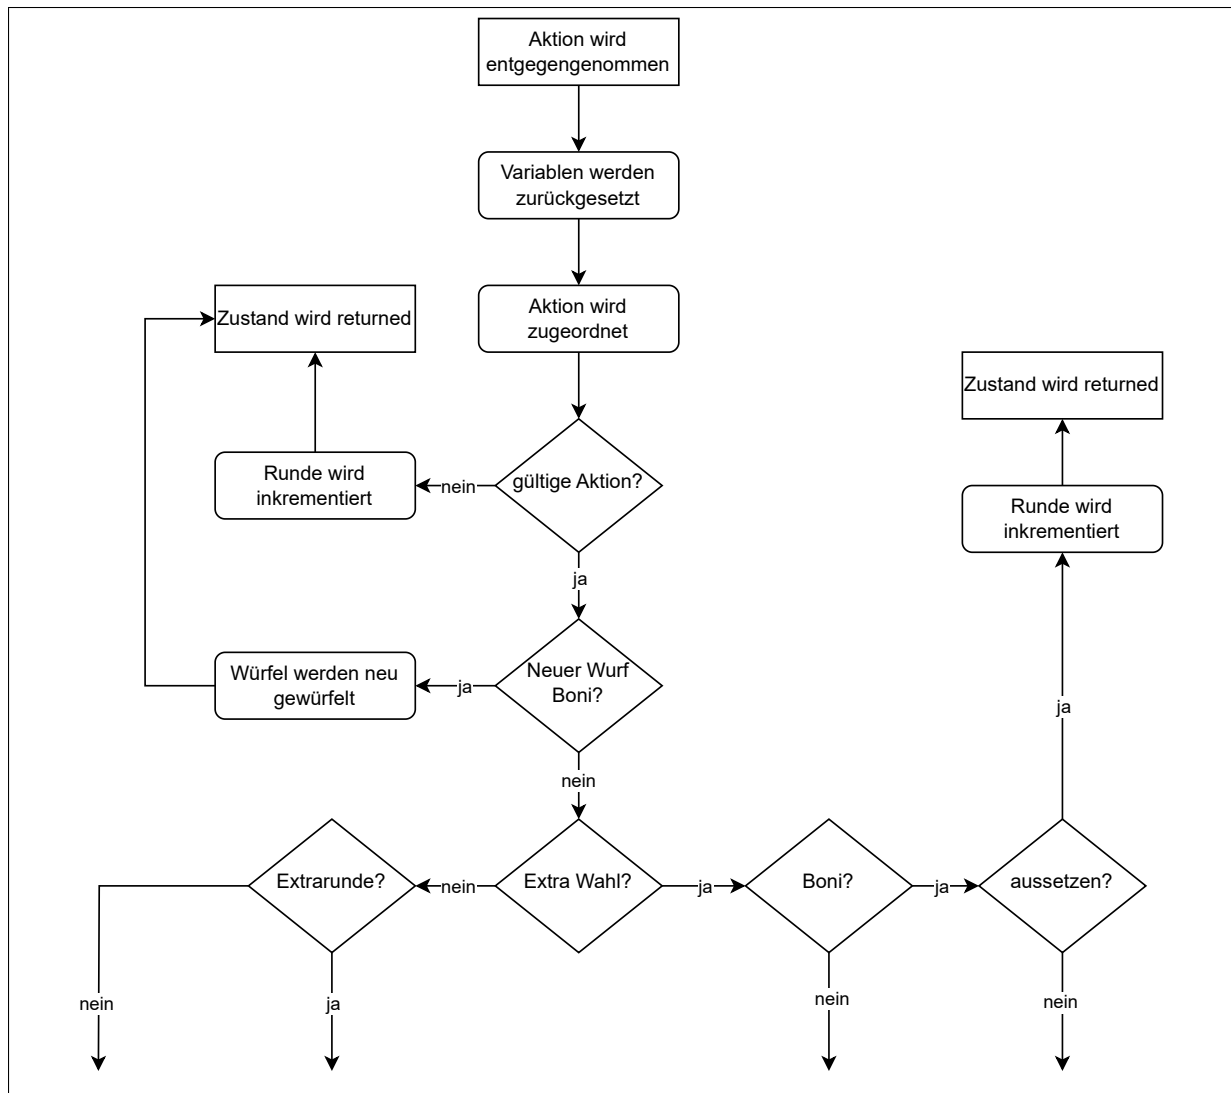 Aktion wird
entgegengenommen
Variablen werden
zurückgesetzt
Aktion wird
zugeordnet
Zustand wird returned
Zustand wird returned
gültige Aktion?
nein
Runde wird
inkrementiert
Runde wird
inkrementiert
ja
Neuer Wurf
Boni?
ja
Würfel werden neu
gewürfelt
ja
nein
Extrarunde?
nein
Extra Wahl?
ja
Boni?
ja
aussetzen?
nein
ja
nein
nein